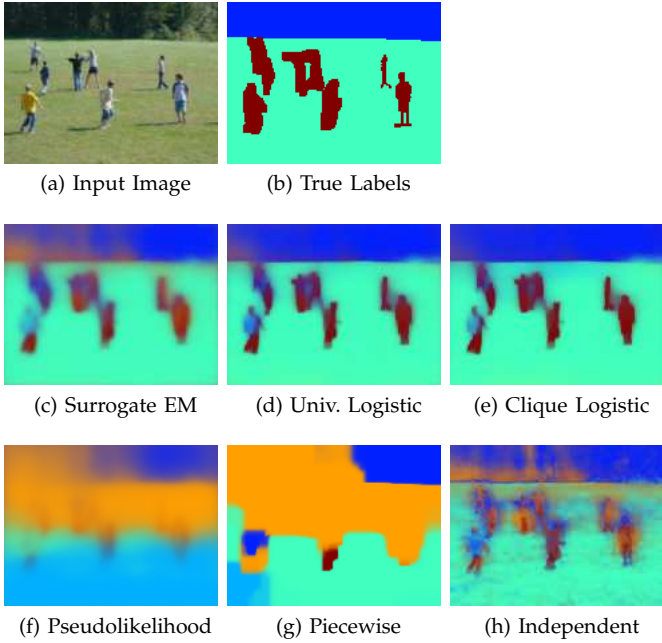 (a) Input Image
(b) True Labels
(c) Surrogate EM
(d) Univ. Logistic
(e) Clique Logistic
(f) Pseudolikelihood
(g) Piecewise
(h) Independent